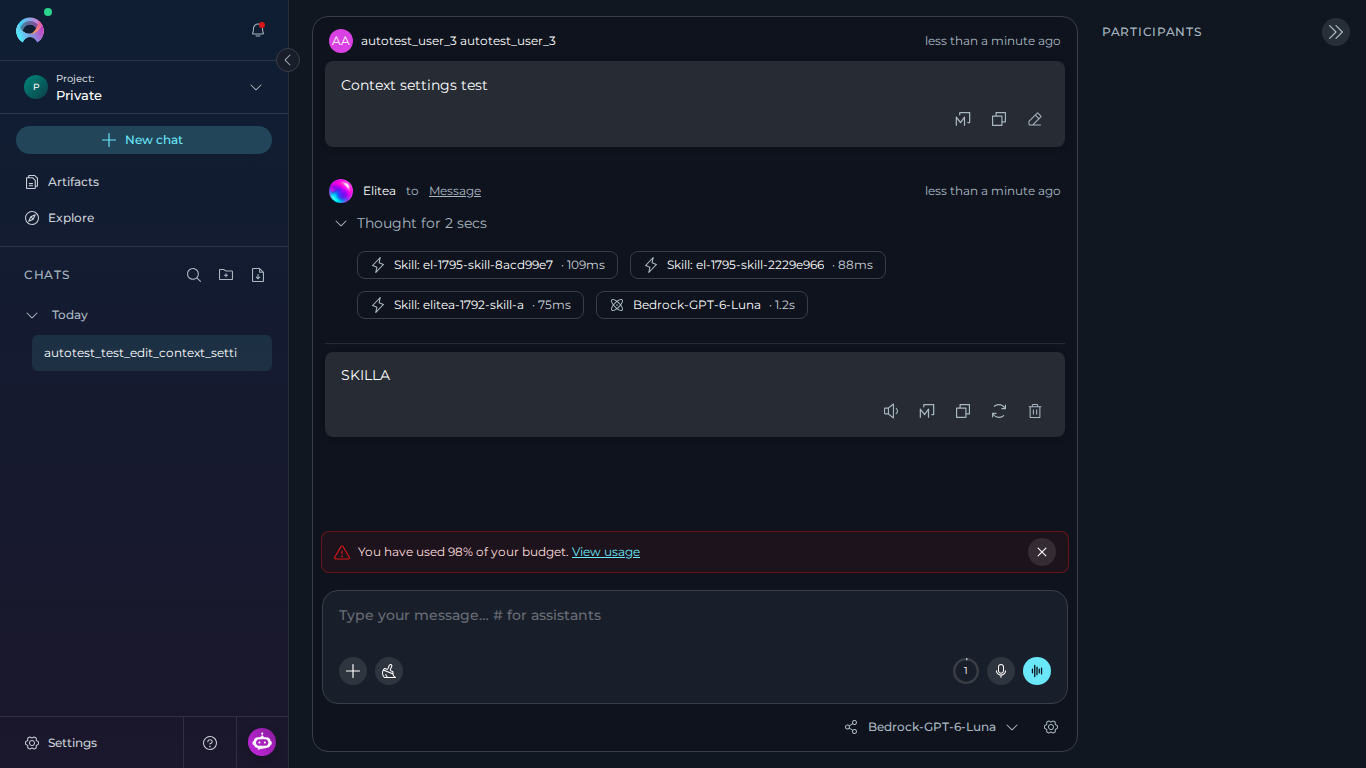 Project:
P
Private
New chat
Artifacts
Explore
CHATS
Today
autotest_test_edit_context_setti
Settings
AA
autotest_user_3 autotest_user_3
less than a minute ago
Context settings test
Elitea to Message
less than a minute ago
Thought for 2 secs
Skill: el-1795-skill-8acd99e7 · 109ms
Skill: el-1795-skill-2229e966 · 88ms
Skill: elitea-1792-skill-a · 75ms
Bedrock-GPT-6-Luna · 1.2s
SKILLA
You have used 98% of your budget. View usage
Type your message... # for assistants
1
Bedrock-GPT-6-Luna
PARTICIPANTS